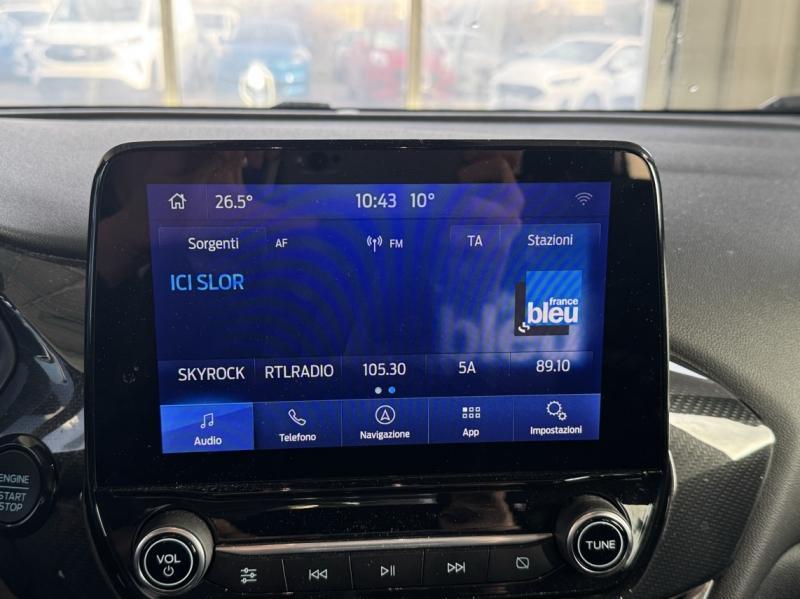 26.5° 10:43 10°
Sorgenti AF FM TA Stazioni
ICI SLOR
france
bleu
SKYROCK RTLRADIO 105.30 5A 89.10
Audio Telefono Navigazione App Impostazioni
ENGINE
START
STOP
VOL
TUNE